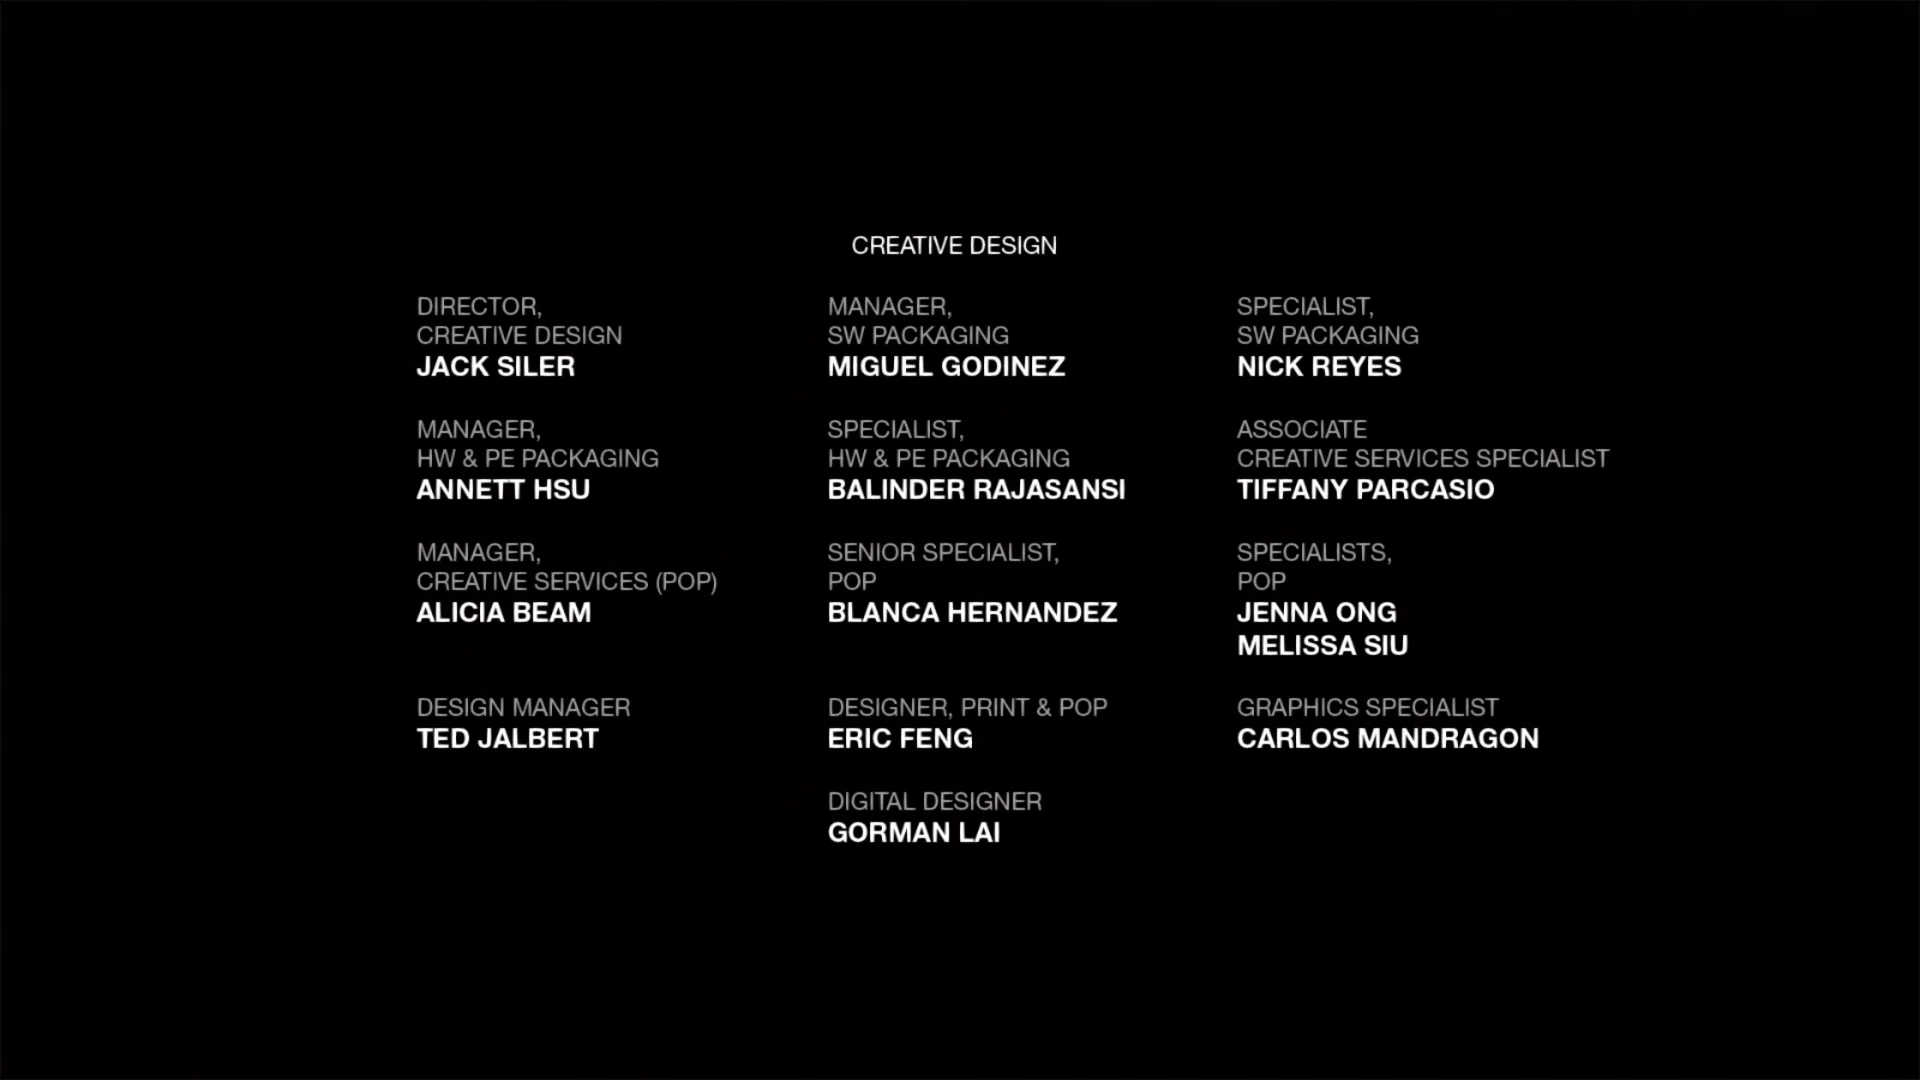 CREATIVE DESIGN
DIRECTOR,
CREATIVE DESIGN
JACK SILER
MANAGER,
SW PACKAGING
MIGUEL GODINEZ
SPECIALIST,
SW PACKAGING
NICK REYES
MANAGER,
HW & PE PACKAGING
ANNETT HSU
SPECIALIST,
HW & PE PACKAGING
BALINDER RAJASANSI
ASSOCIATE
CREATIVE SERVICES SPECIALIST
TIFFANY PARCASIO
MANAGER,
CREATIVE SERVICES (POP)
ALICIA BEAM
SENIOR SPECIALIST,
POP
BLANCA HERNANDEZ
SPECIALISTS,
POP
JENNA ONG
MELISSA SIU
DESIGN MANAGER
TED JALBERT
DESIGNER, PRINT & POP
ERIC FENG
GRAPHICS SPECIALIST
CARLOS MANDRAGON
DIGITAL DESIGNER
GORMAN LAI